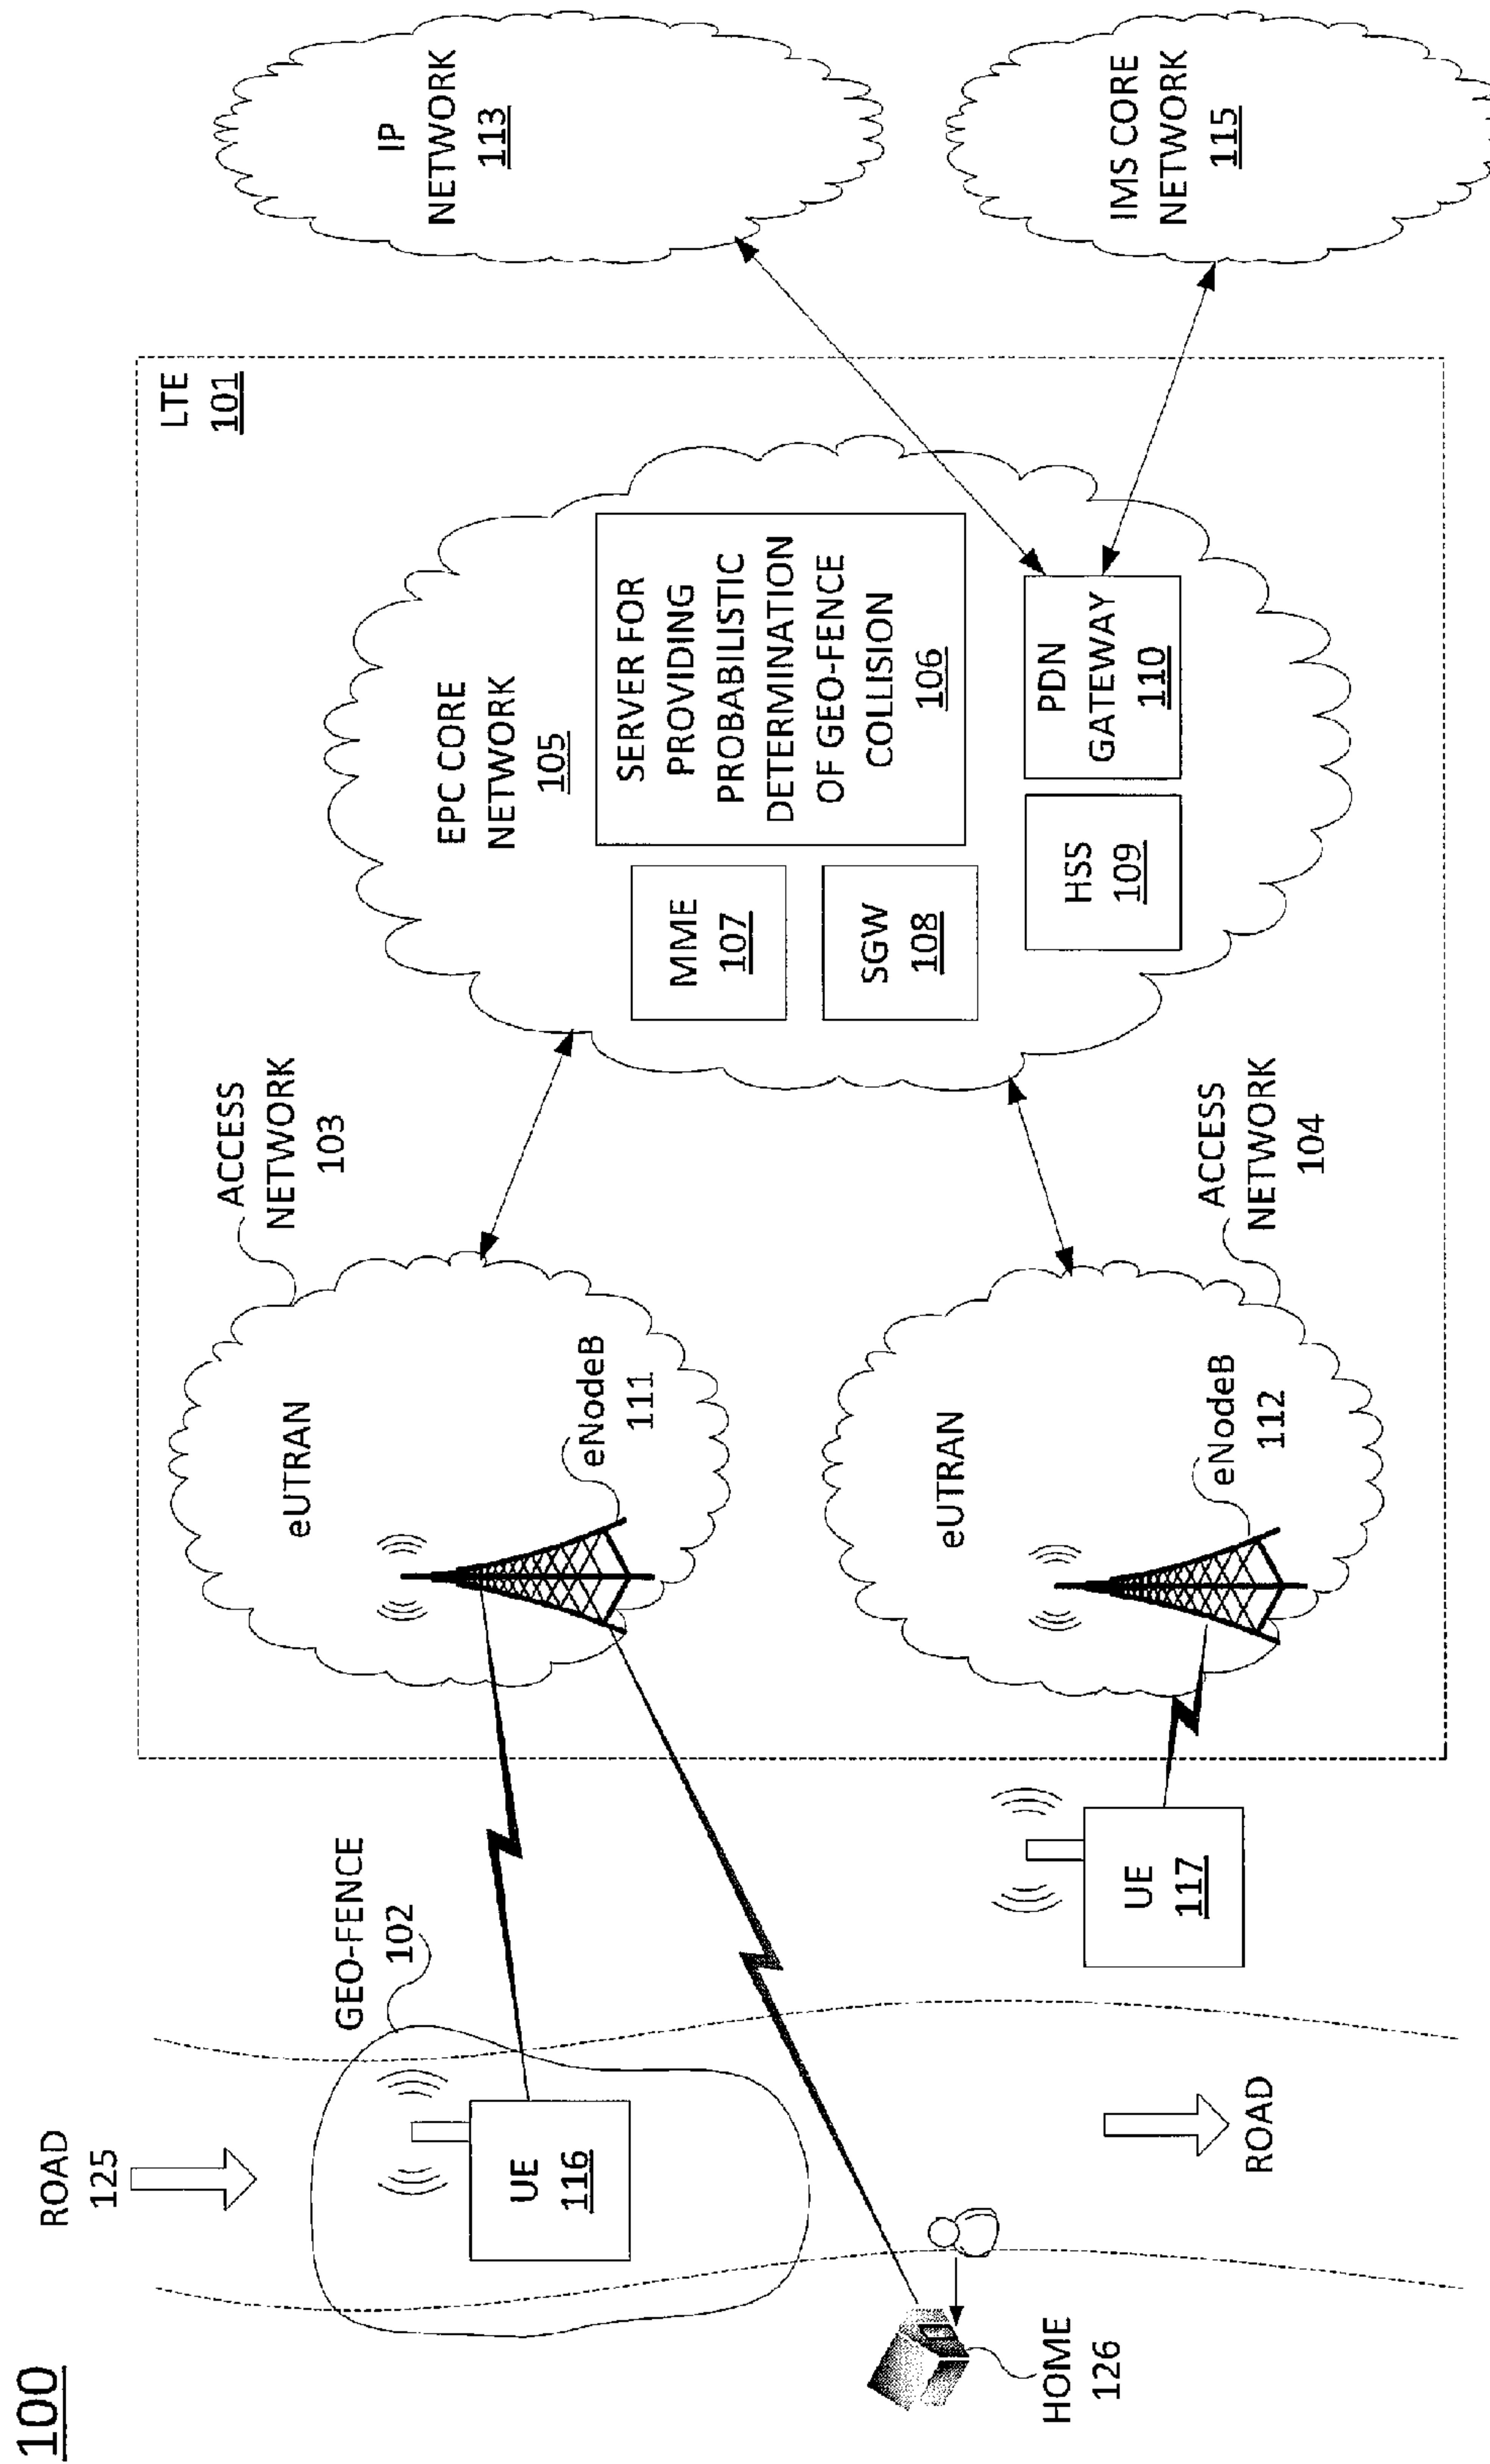 100
ROAD
125
GEO-FENCE
102
UE
116
HOME
126
ROAD
UE
117
LTE
101
ACCESS
NETWORK
103
eUTRAN
eNodeB
111
ACCESS
NETWORK
104
eUTRAN
eNodeB
112
EPC CORE
NETWORK
105
SERVER FOR
PROVIDING
PROBABILISTIC
DETERMINATION
OF GEO-FENCE
COLLISION
106
MME
107
SGW
108
HSS
109
PDN
GATEWAY
110
IP
NETWORK
113
IMS CORE
NETWORK
115